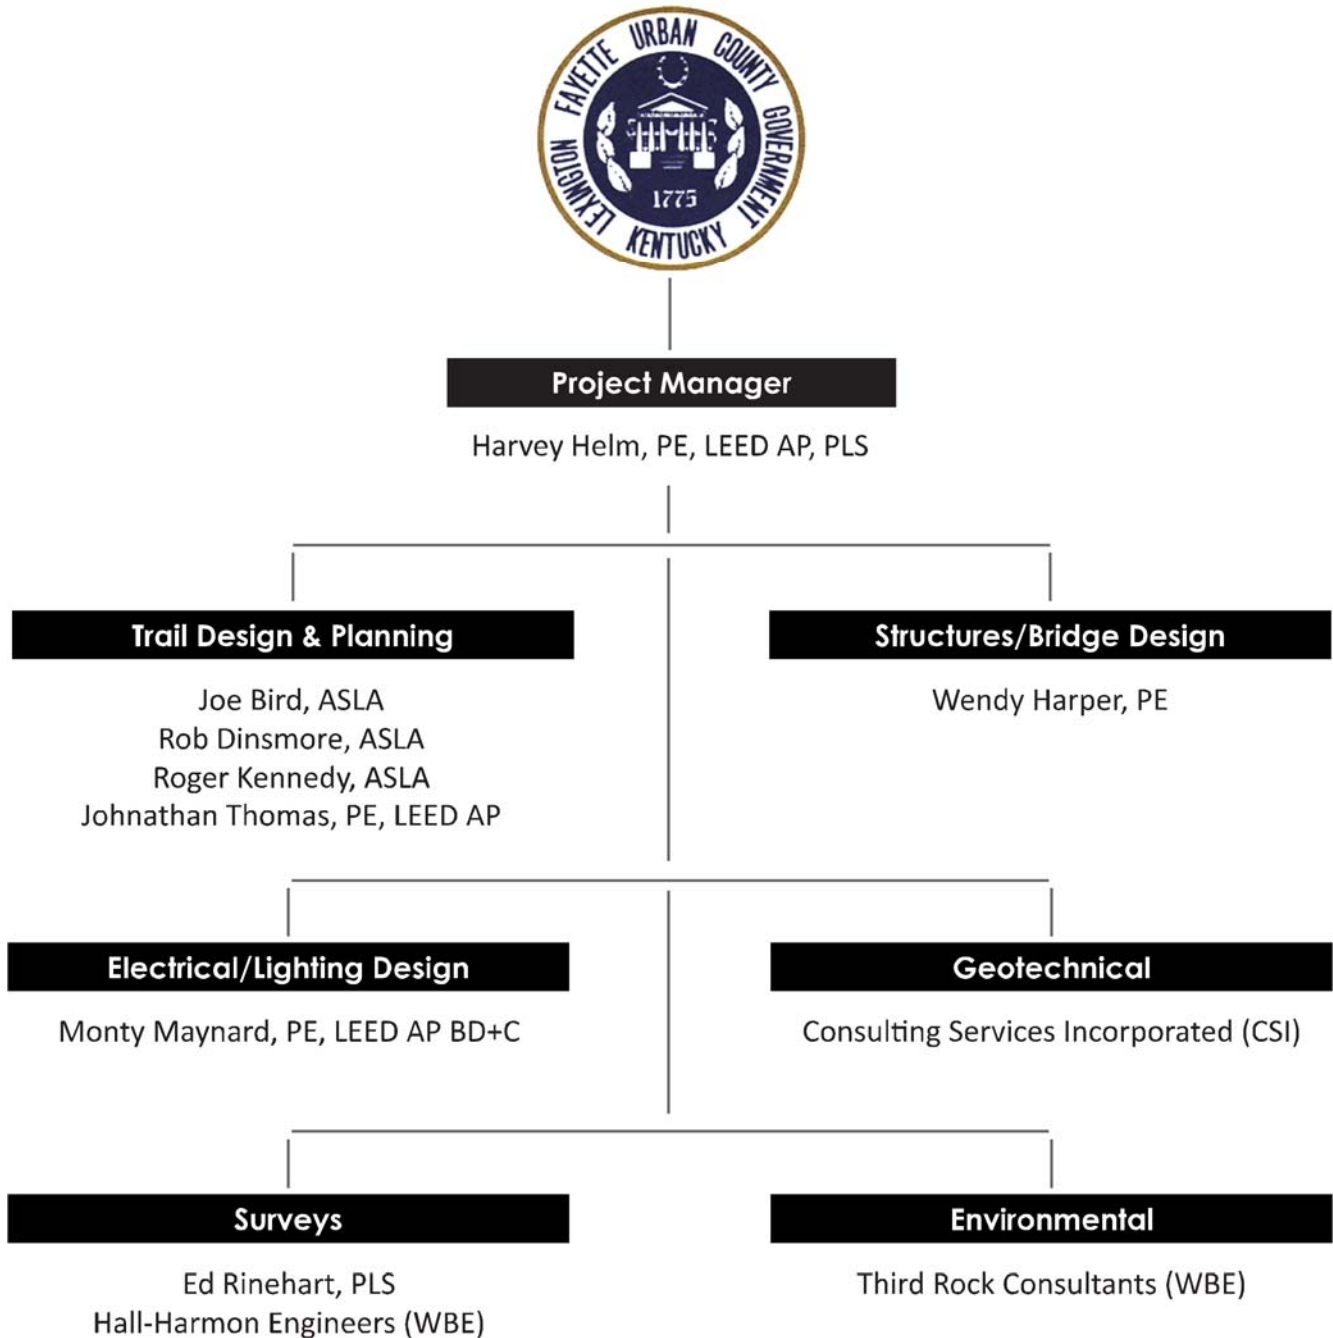 LEXINGTON FAYETTE URBAN COUNTY GOVERNMENT
KENTUCKY
1775
Project Manager
Harvey Helm, PE, LEED AP, PLS
Trail Design & Planning
Joe Bird, ASLA
Rob Dinsmore, ASLA
Roger Kennedy, ASLA
Johnathan Thomas, PE, LEED AP
Structures/Bridge Design
Wendy Harper, PE
Electrical/Lighting Design
Monty Maynard, PE, LEED AP BD+C
Geotechnical
Consulting Services Incorporated (CSI)
Surveys
Ed Rinehart, PLS
Hall-Harmon Engineers (WBE)
Environmental
Third Rock Consultants (WBE)